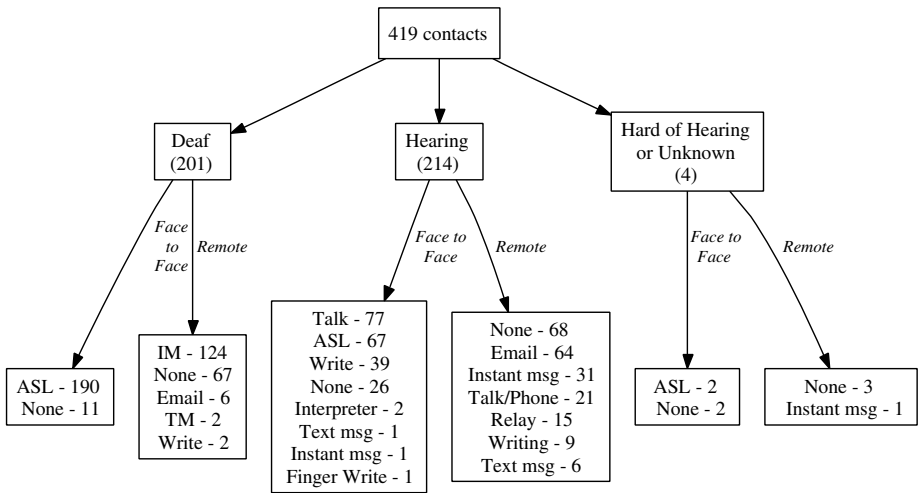 419 contacts
Deaf
(201)
Hearing
(214)
Hard of Hearing
or Unknown
(4)
Face
to
Face
Remote
Face to
Face
Remote
Face to
Face
Remote
ASL - 190
None - 11
IM - 124
None - 67
Email - 6
TM - 2
Write - 2
Talk - 77
ASL - 67
Write - 39
None - 26
Interpreter - 2
Text msg - 1
Instant msg - 1
Finger Write - 1
None - 68
Email - 64
Instant msg - 31
Talk/Phone - 21
Relay - 15
Writing - 9
Text msg - 6
ASL - 2
None - 2
None - 3
Instant msg - 1